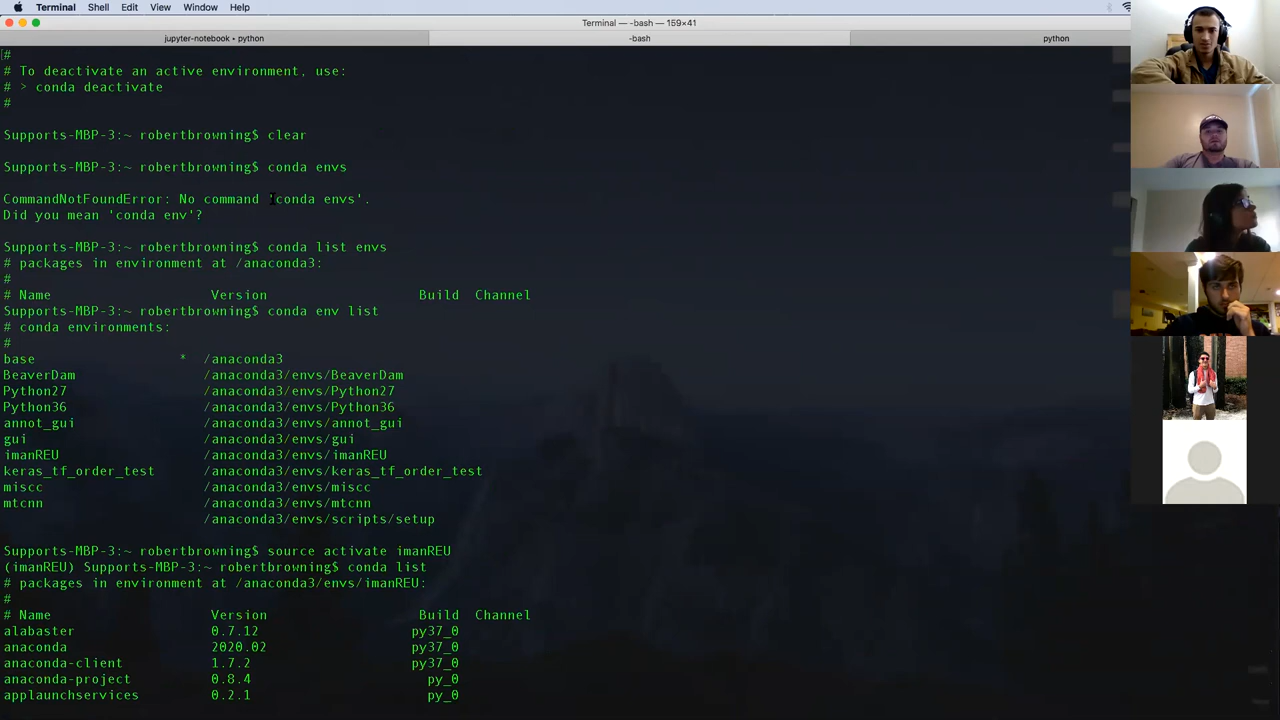 Terminal Shell Edit View Window Help
Terminal — -bash — 159×41
jupyter-notebook • python
-bash
python
#
# To deactivate an active environment, use:
# > conda deactivate
#
Supports-MBP-3:~ robertbrowning$ clear
Supports-MBP-3:~ robertbrowning$ conda envs
CommandNotFoundError: No command 'conda envs'.
Did you mean 'conda env'?
Supports-MBP-3:~ robertbrowning$ conda list envs
# packages in environment at /anaconda3:
#
# Name Version Build Channel
Supports-MBP-3:~ robertbrowning$ conda env list
# conda environments:
#
base * /anaconda3
BeaverDam /anaconda3/envs/BeaverDam
Python27 /anaconda3/envs/Python27
Python36 /anaconda3/envs/Python36
annot_gui /anaconda3/envs/annot_gui
gui /anaconda3/envs/gui
imanREU /anaconda3/envs/imanREU
keras_tf_order_test /anaconda3/envs/keras_tf_order_test
miscc /anaconda3/envs/miscc
mtcnn /anaconda3/envs/mtcnn
/anaconda3/envs/scripts/setup
Supports-MBP-3:~ robertbrowning$ source activate imanREU
(imanREU) Supports-MBP-3:~ robertbrowning$ conda list
# packages in environment at /anaconda3/envs/imanREU:
#
# Name Version Build Channel
alabaster 0.7.12 py37_0
anaconda 2020.02 py37_0
anaconda-client 1.7.2 py37_0
anaconda-project 0.8.4 py_0
applaunchservices 0.2.1 py_0